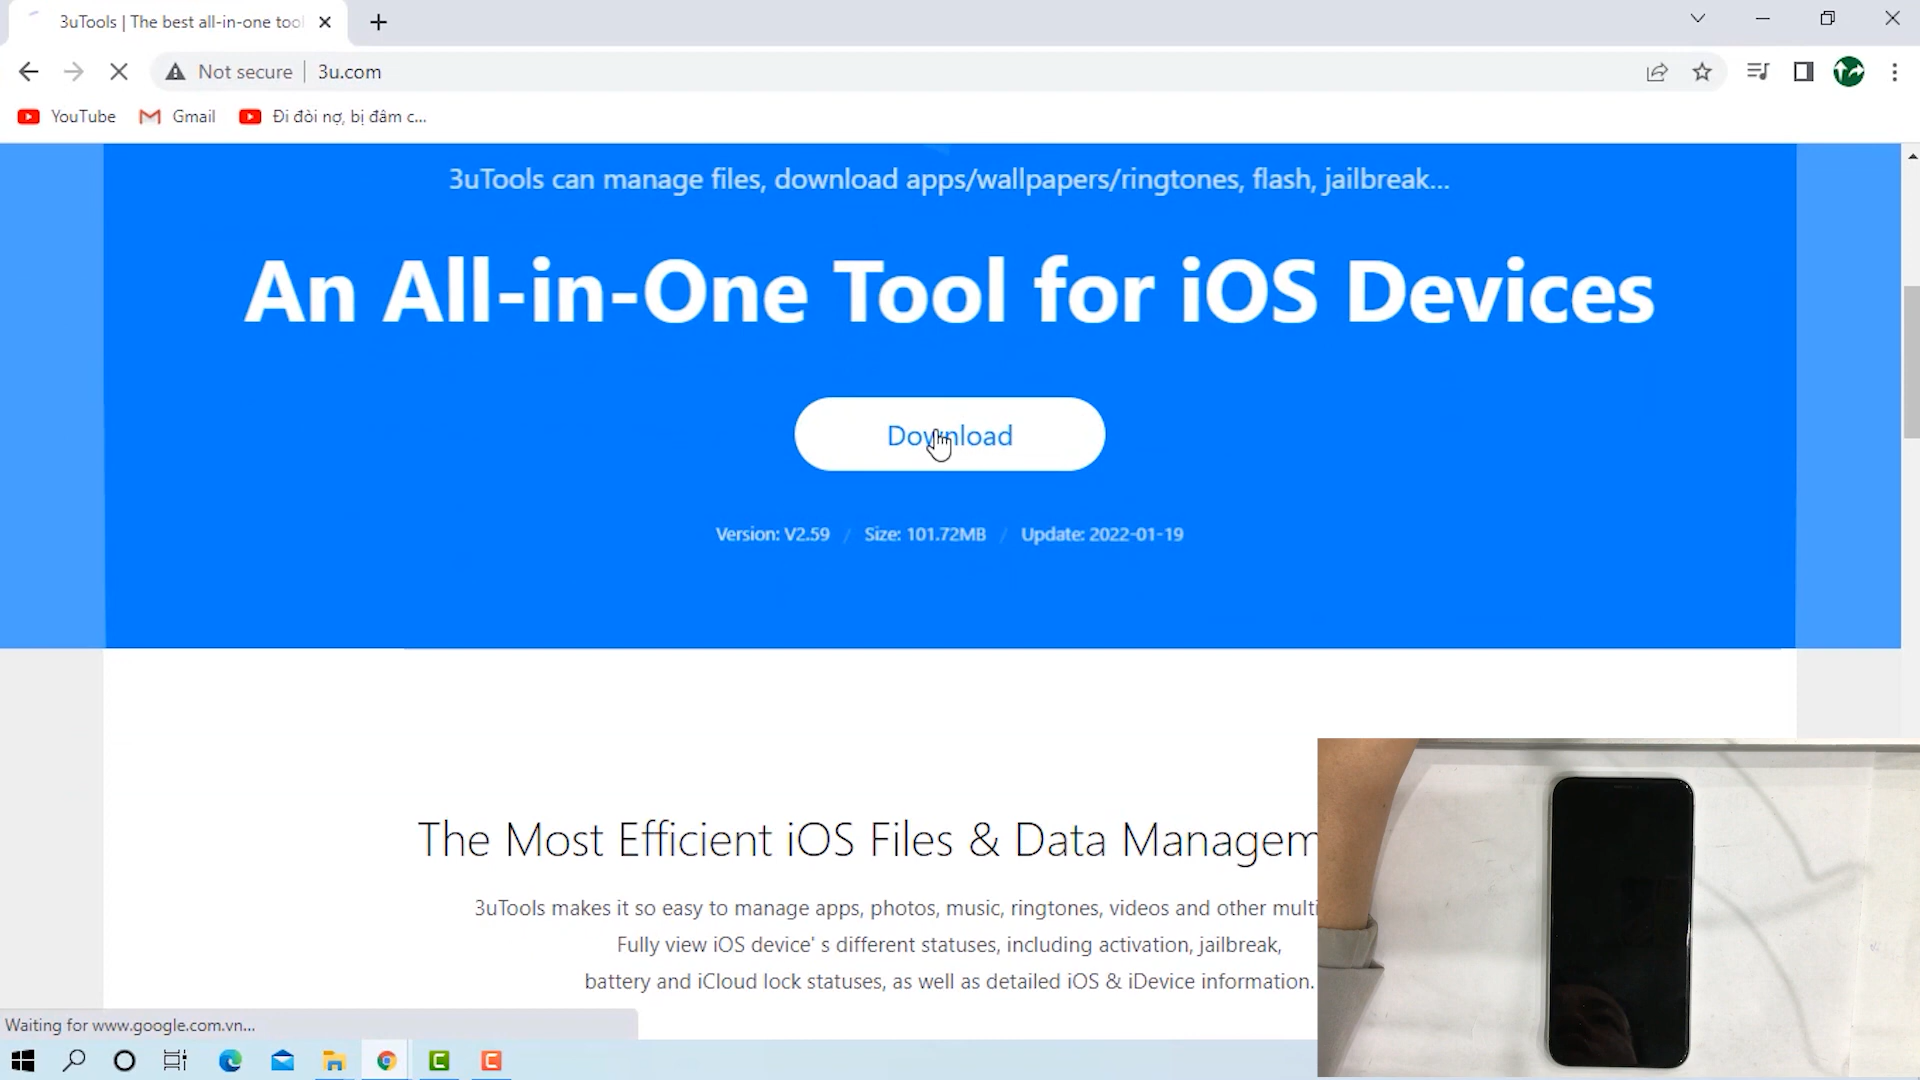 3uTools | The best all-in-one tool
Not secure
3u.com
YouTube
Gmail
Đi đòi nợ, bị đâm c...
3uTools can manage files, download apps/wallpapers/ringtones, flash, jailbreak...
An All-in-One Tool for iOS Devices
Download
Version: V2.59 / Size: 101.72MB / Update: 2022-01-19
The Most Efficient iOS Files & Data Managem
3uTools makes it so easy to manage apps, photos, music, ringtones, videos and other multi
Fully view iOS device' s different statuses, including activation, jailbreak,
battery and iCloud lock statuses, as well as detailed iOS & iDevice information.
Waiting for www.google.com.vn...